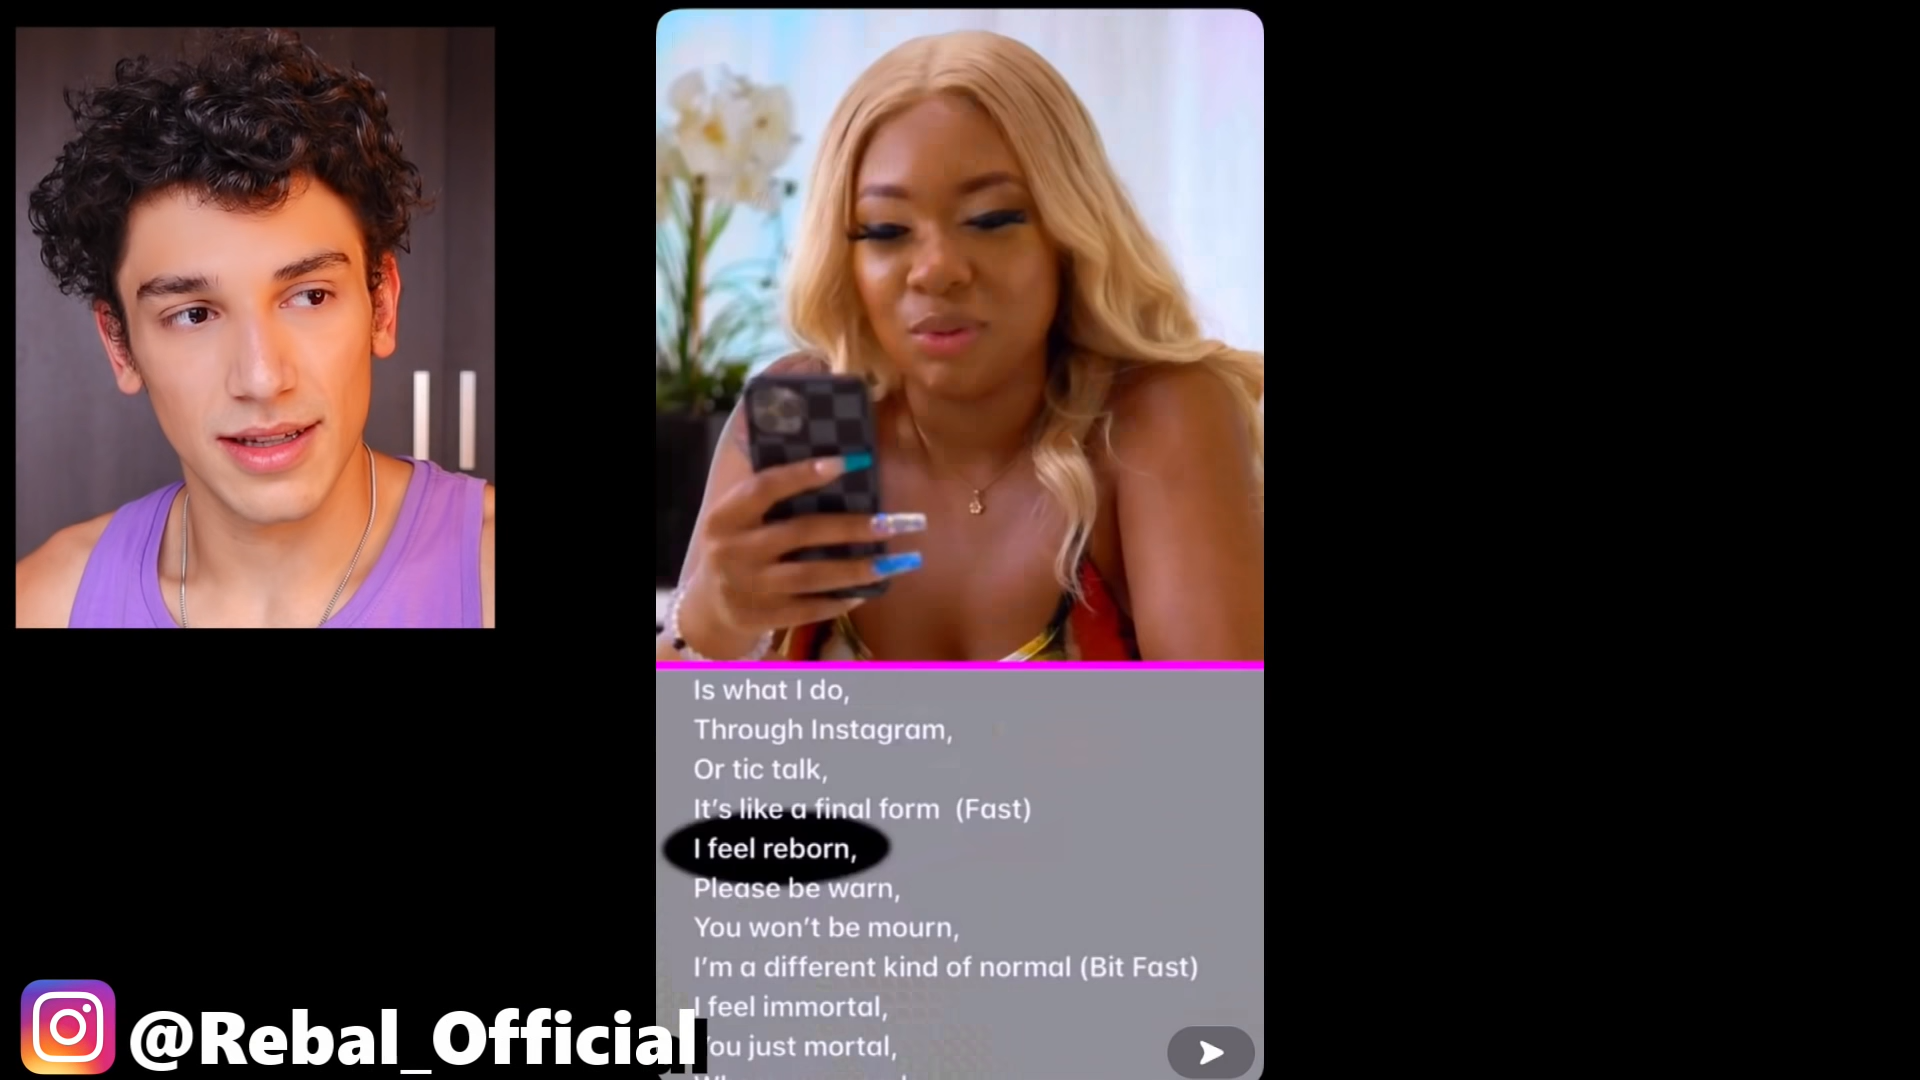 Is what I do,
Through Instagram,
Or tic talk,
It's like a final form (Fast)
I feel reborn,
Please be warn,
You won't be mourn,
I'm a different kind of normal (Bit Fast)
I feel immortal,
You just mortal,
@Rebal_Official